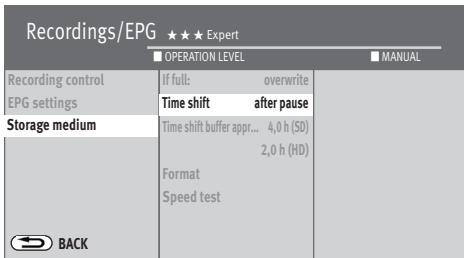 Recordings/EPG ★★★ Expert
OPERATION LEVEL MANUAL
Recording control
EPG settings
Storage medium
If full: overwrite
Time shift after pause
Time shift buffer appr... 4,0 h (SD)
2,0 h (HD)
Format
Speed test
BACK